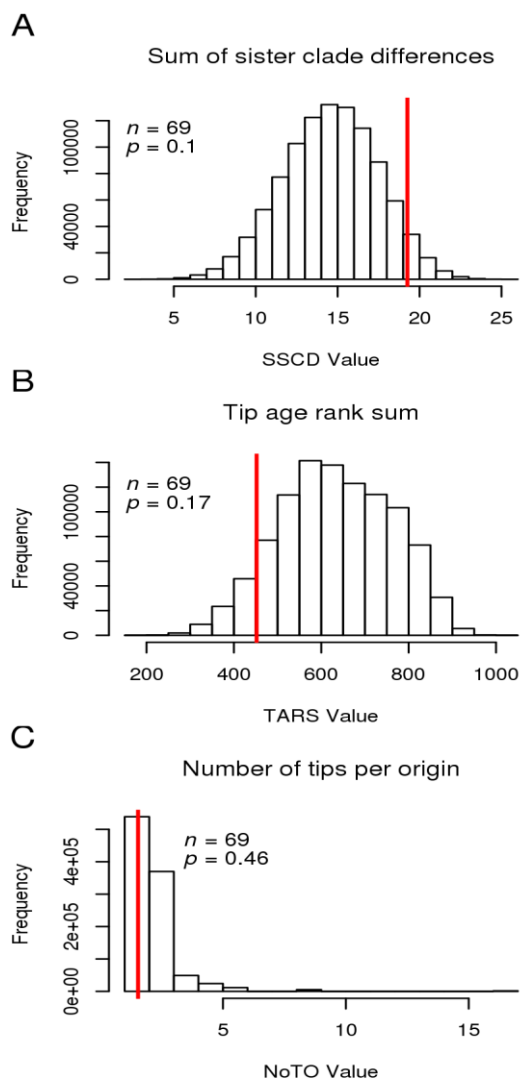 A
Sum of sister clade differences
n = 69
p = 0.1
Frequency
0 40000 100000
5 10 15 20 25
SSCD Value
B
Tip age rank sum
n = 69
p = 0.17
Frequency
0 40000 100000
200 400 600 800 1000
TARS Value
C
Number of tips per origin
n = 69
p = 0.46
Frequency
0e+00 2e+05 4e+05
5 10 15
NoTO Value